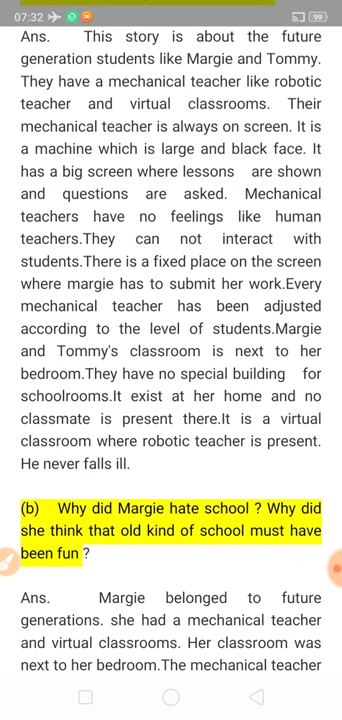 07:32
99
Ans. This story is about the future
generation students like Margie and Tommy.
They have a mechanical teacher like robotic
teacher and virtual classrooms. Their
mechanical teacher is always on screen. It is
a machine which is large and black face. It
has a big screen where lessons are shown
and questions are asked. Mechanical
teachers have no feelings like human
teachers.They can not interact with
students.There is a fixed place on the screen
where margie has to submit her work.Every
mechanical teacher has been adjusted
according to the level of students.Margie
and Tommy's classroom is next to her
bedroom.They have no special building for
schoolrooms.It exist at her home and no
classmate is present there.It is a virtual
classroom where robotic teacher is present.
He never falls ill.
(b) Why did Margie hate school ? Why did
she think that old kind of school must have
been fun ?
Ans. Margie belonged to future
generations. she had a mechanical teacher
and virtual classrooms. Her classroom was
next to her bedroom.The mechanical teacher